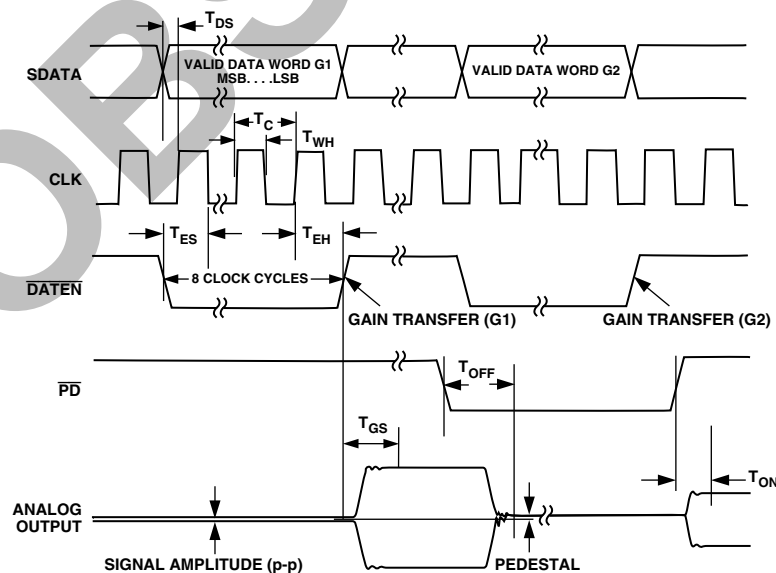 TDS
SDATA
VALID DATA WORD G1
MSB. . . .LSB
VALID DATA WORD G2
TC
TWH
CLK
TES
TEH
DATEN
8 CLOCK CYCLES
GAIN TRANSFER (G1)
GAIN TRANSFER (G2)
PD
TOFF
TGS
TON
ANALOG
OUTPUT
SIGNAL AMPLITUDE (p-p)
PEDESTAL
OBS